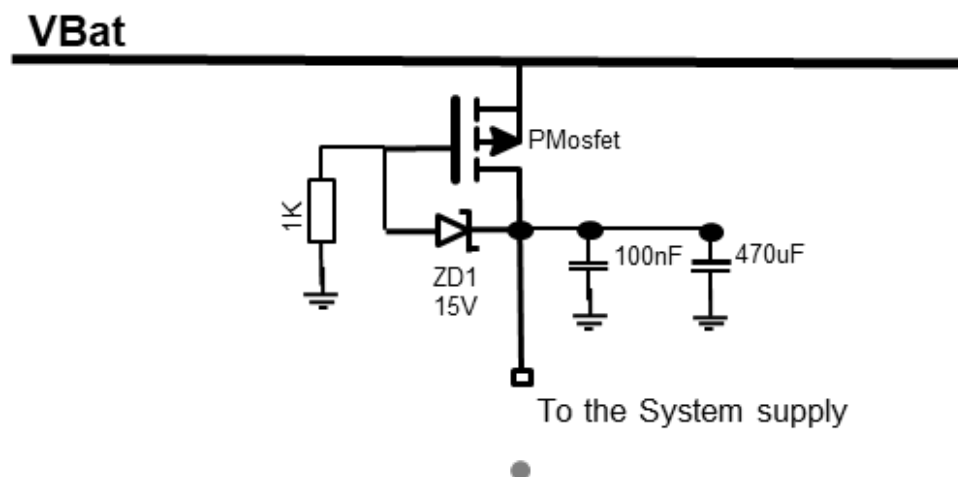 VBat
PMosfet
1K
100nF
470uF
ZD1
15V
To the System supply